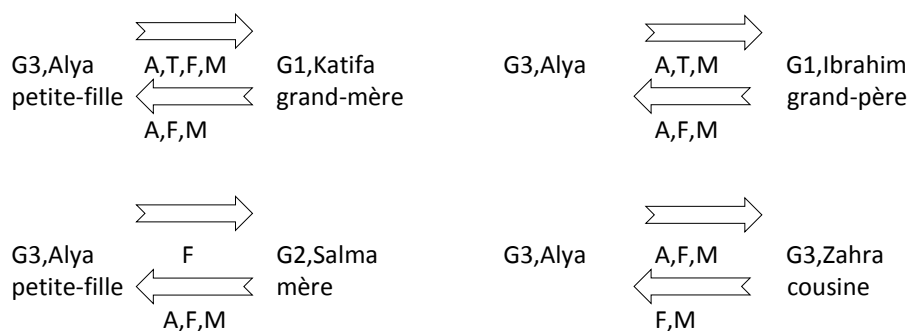 G3,Alya A,T,F,M G1,Katifa
petite-fille grand-mère
A,F,M
G3,Alya A,T,M G1,Ibrahim
grand-père
A,F,M
G3,Alya F G2,Salma
petite-fille mère
A,F,M
G3,Alya A,F,M G3,Zahra
cousine
F,M